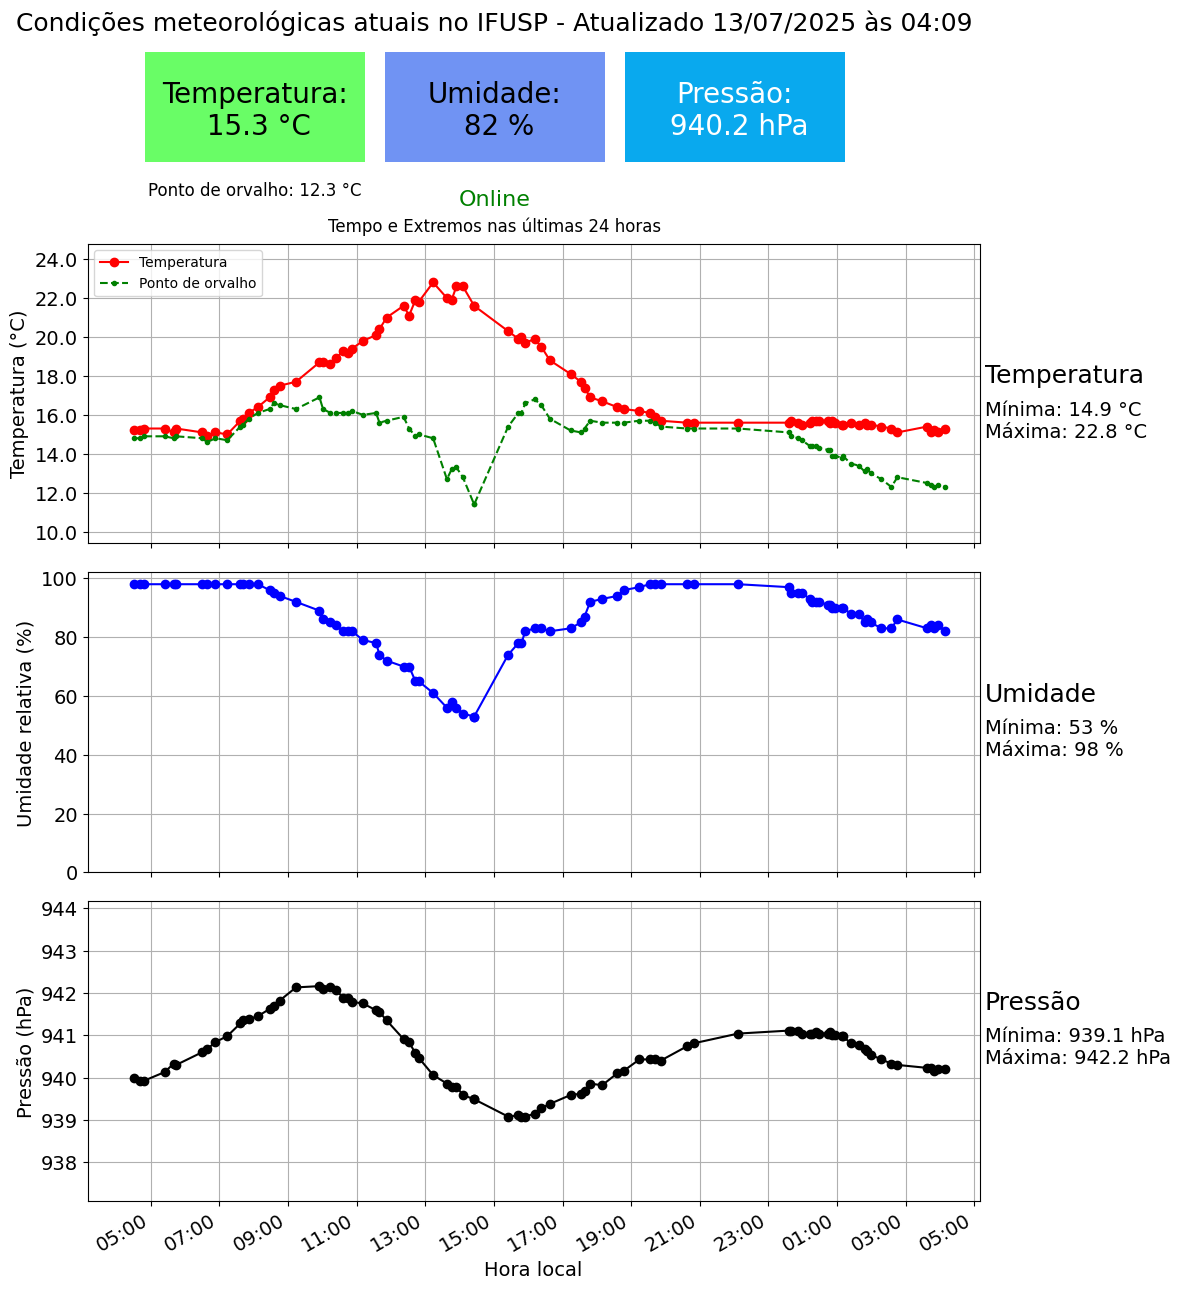 Condições meteorológicas atuais no IFUSP - Atualizado 13/07/2025 às 04:09
Temperatura:
15.3 °C
Umidade:
82 %
Pressão:
940.2 hPa
Ponto de orvalho: 12.3 °C
Online
Tempo e Extremos nas últimas 24 horas
Temperatura
Ponto de orvalho
Temperatura (°C)
24.0
22.0
20.0
18.0
16.0
14.0
12.0
10.0
Temperatura
Mínima: 14.9 °C
Máxima: 22.8 °C
Umidade relativa (%)
100
80
60
40
20
0
Umidade
Mínima: 53 %
Máxima: 98 %
Pressão (hPa)
944
943
942
941
940
939
938
Pressão
Mínima: 939.1 hPa
Máxima: 942.2 hPa
05:00 07:00 09:00 11:00 13:00 15:00 17:00 19:00 21:00 23:00 01:00 03:00 05:00
Hora local